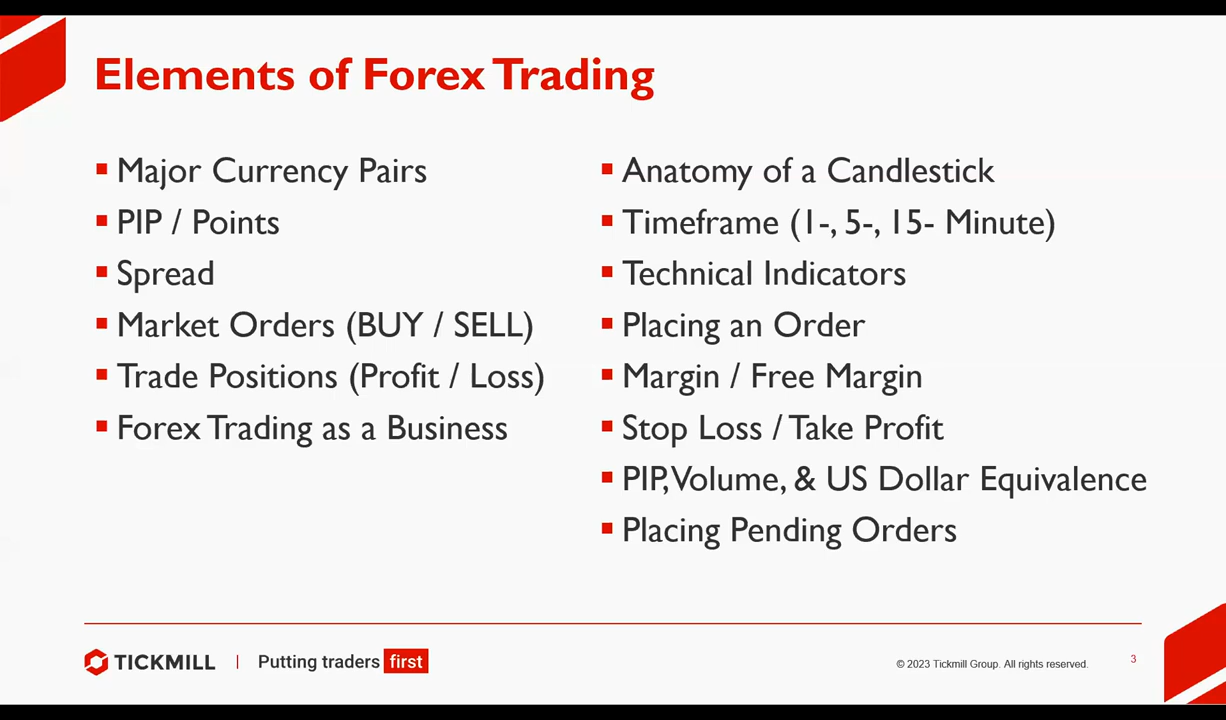 Elements of Forex Trading
▪ Major Currency Pairs
▪ PIP / Points
▪ Spread
▪ Market Orders (BUY / SELL)
▪ Trade Positions (Profit / Loss)
▪ Forex Trading as a Business
▪ Anatomy of a Candlestick
▪ Timeframe (1-, 5-, 15- Minute)
▪ Technical Indicators
▪ Placing an Order
▪ Margin / Free Margin
▪ Stop Loss / Take Profit
▪ PIP, Volume, & US Dollar Equivalence
▪ Placing Pending Orders
TICKMILL | Putting traders first
© 2023 Tickmill Group. All rights reserved.
3